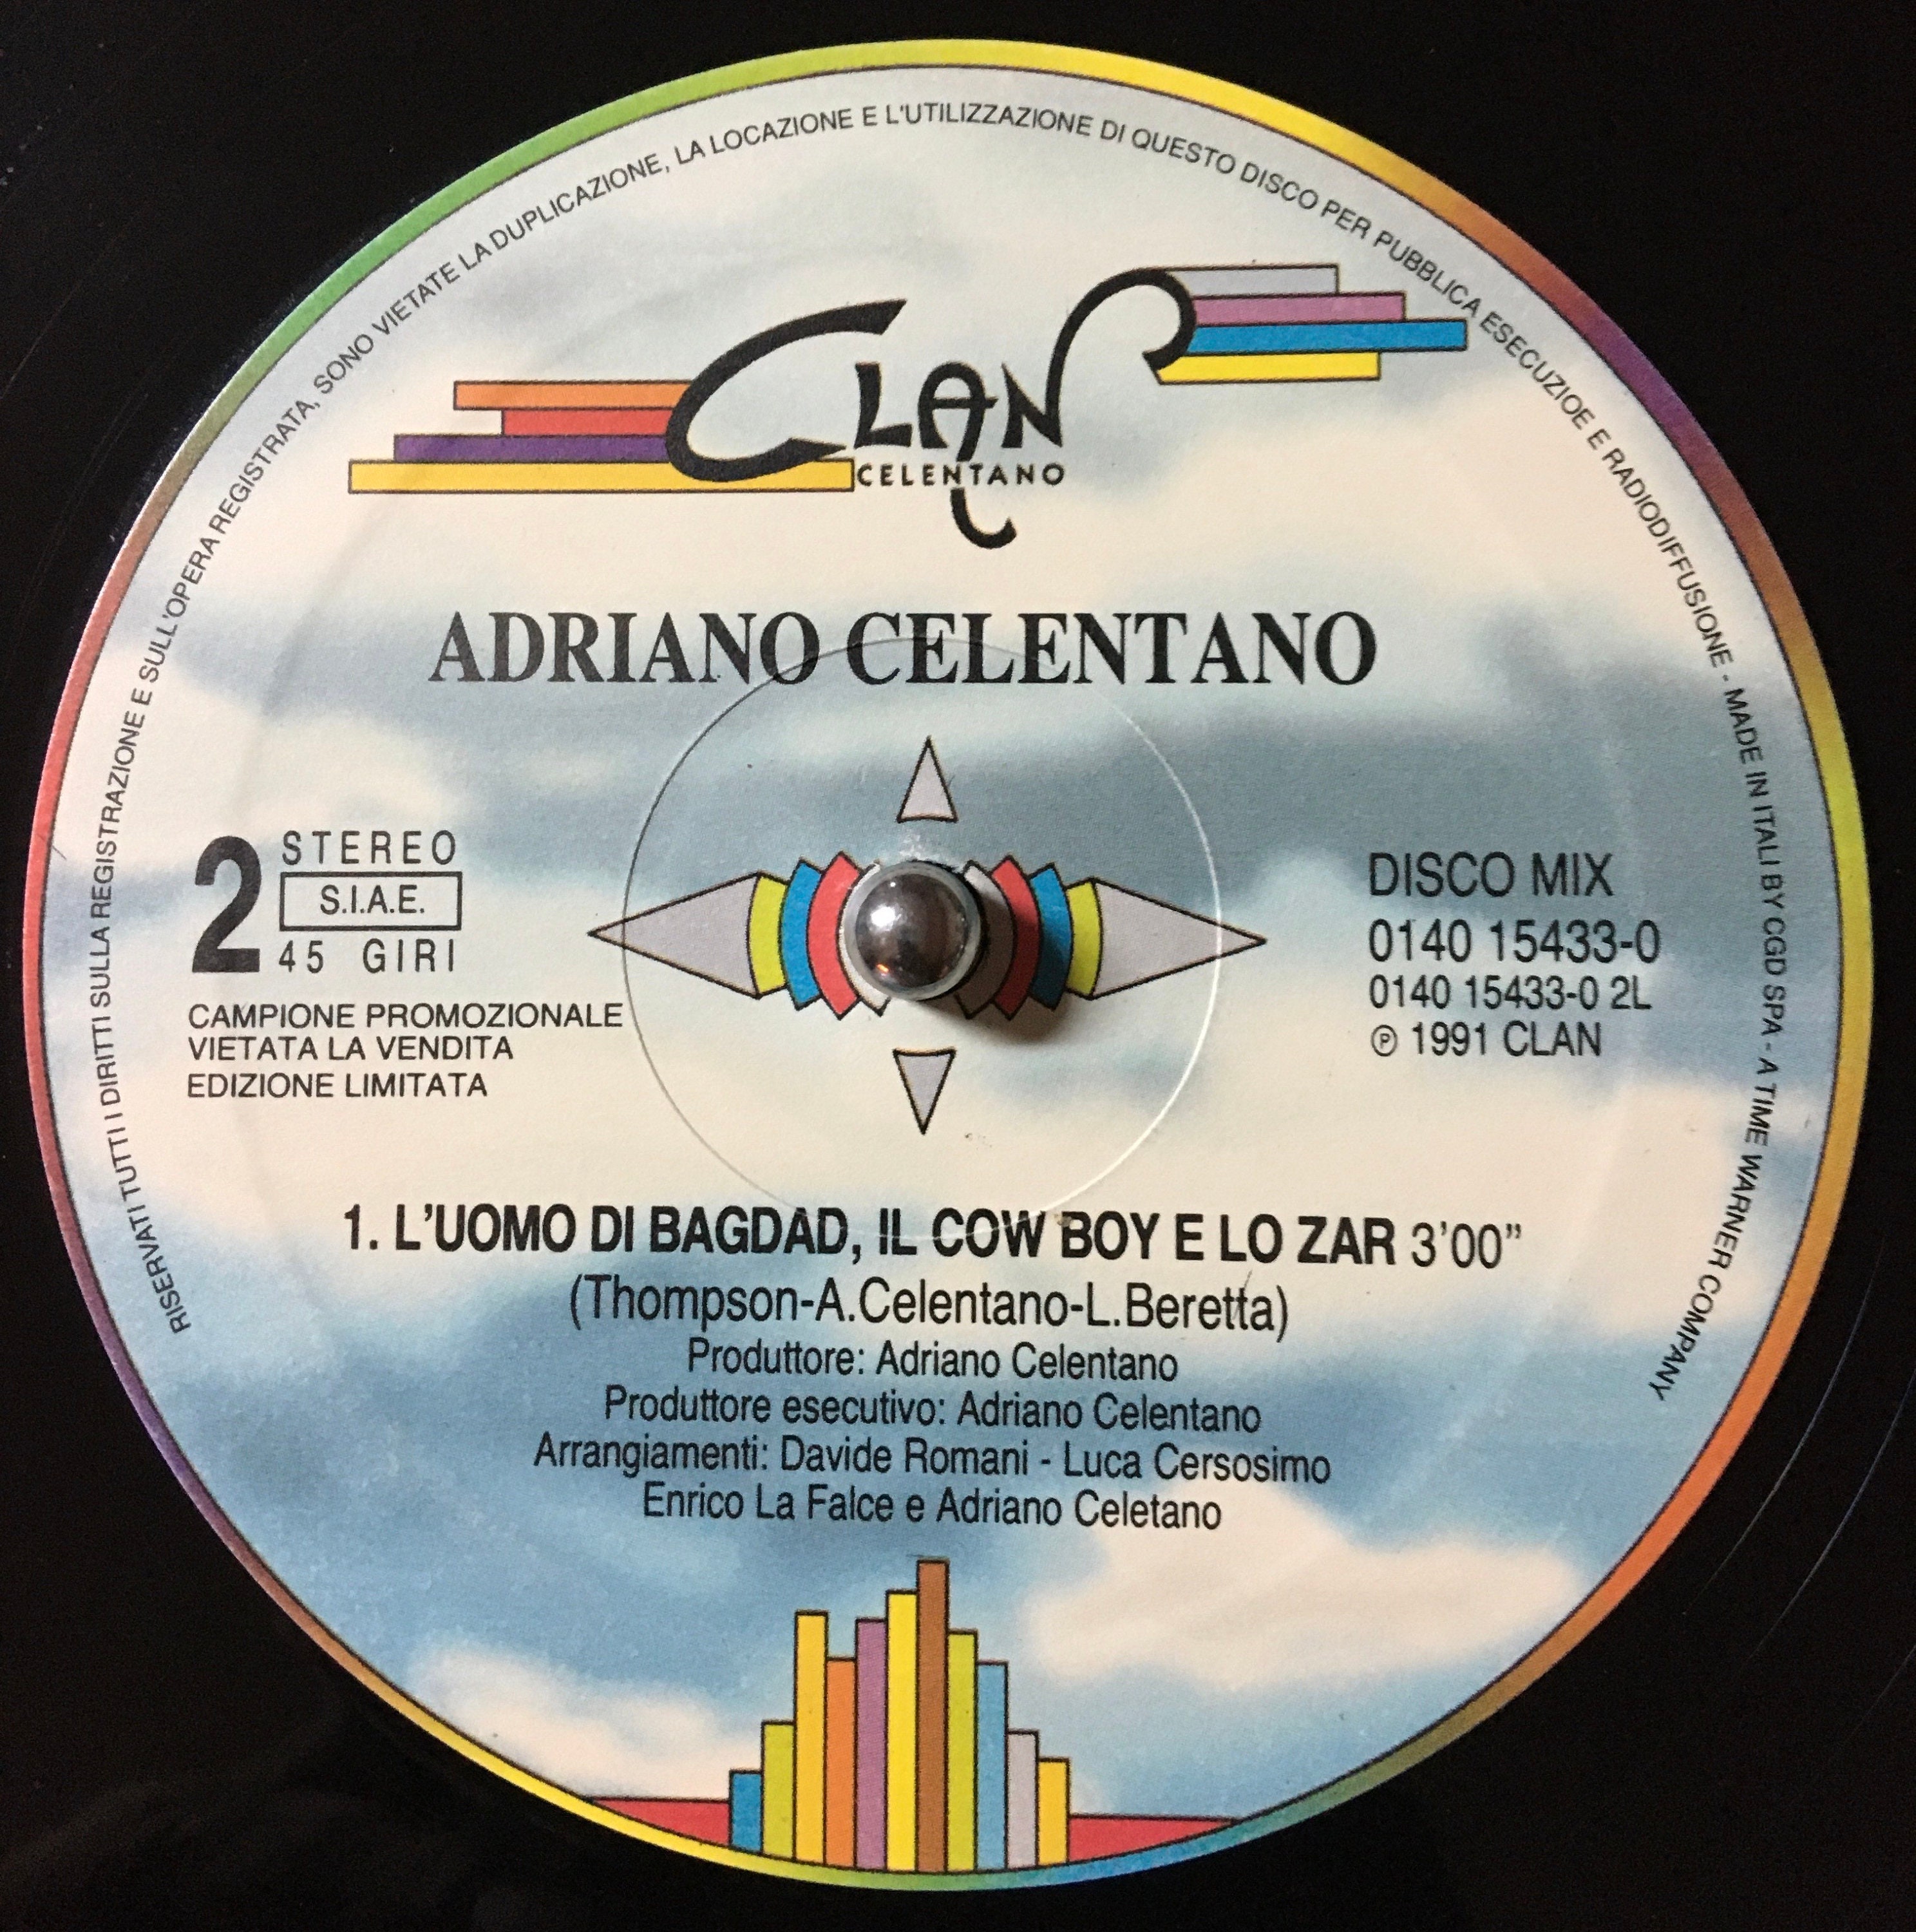 RISERVATI TUTTI I DIRITTI SULLA REGISTRAZIONE E SULL'OPERA REGISTRATA, SONO VIETATE LA DUPLICAZIONE, LA LOCAZIONE E L'UTILIZZAZIONE DI QUESTO DISCO PER PUBBLICA ESECUZIOE E RADIODIFFUSIONE - MADE IN ITALI BY CGD SPA - A TIME WARNER COMPANY
CLAN
CELENTANO
ADRIANO CELENTANO
2
STEREO
S.I.A.E.
45 GIRI
CAMPIONE PROMOZIONALE
VIETATA LA VENDITA
EDIZIONE LIMITATA
DISCO MIX
0140 15433-0
0140 15433-0 2L
℗ 1991 CLAN
1. L'UOMO DI BAGDAD, IL COW BOY E LO ZAR 3'00"
(Thompson-A.Celentano-L.Beretta)
Produttore: Adriano Celentano
Produttore esecutivo: Adriano Celentano
Arrangiamenti: Davide Romani - Luca Cersosimo
Enrico La Falce e Adriano Celetano